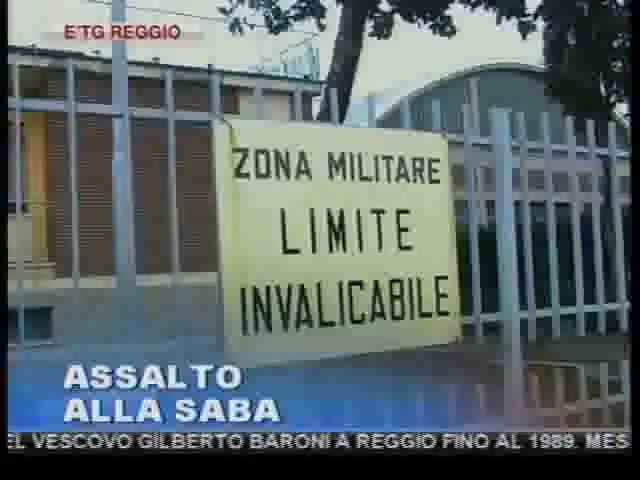 E'TG REGGIO
ZONA MILITARE
LIMITE
INVALICABILE
ASSALTO
ALLA SABA
EL VESCOVO GILBERTO BARONI A REGGIO FINO AL 1989. MES